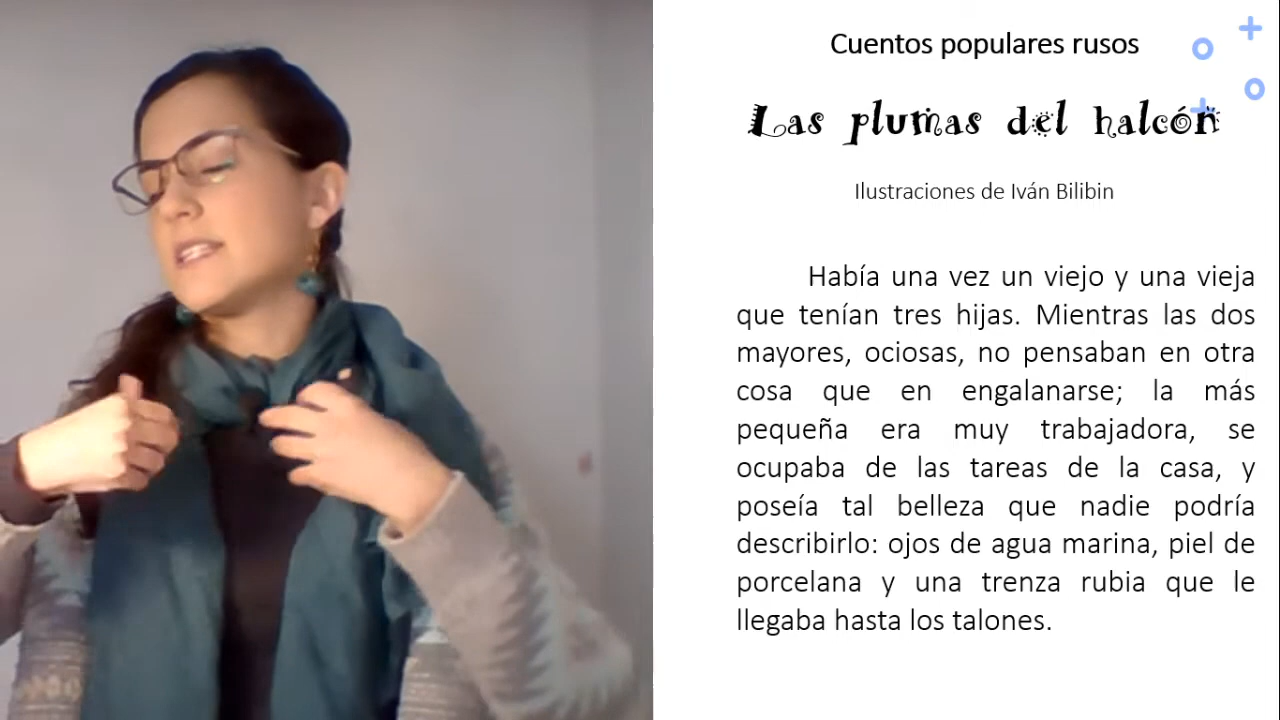 Cuentos populares rusos
Las plumas del halcón
Ilustraciones de Iván Bilibin
Había una vez un viejo y una vieja
que tenían tres hijas. Mientras las dos
mayores, ociosas, no pensaban en otra
cosa que en engalanarse; la más
pequeña era muy trabajadora, se
ocupaba de las tareas de la casa, y
poseía tal belleza que nadie podría
describirlo: ojos de agua marina, piel de
porcelana y una trenza rubia que le
llegaba hasta los talones.